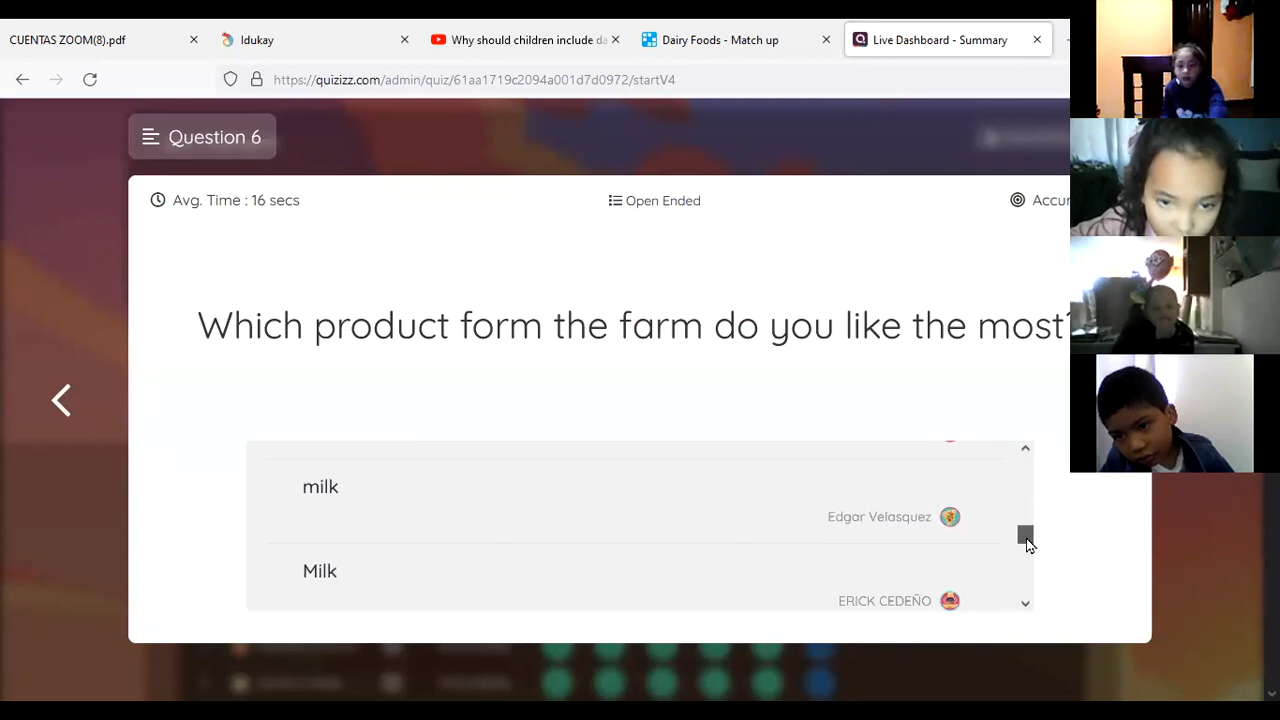 CUENTAS ZOOM(8).pdf
Idukay
Why should children include da
Dairy Foods - Match up
Live Dashboard - Summary
https://quizizz.com/admin/quiz/61aa1719c2094a001d7d0972/startV4
Question 6
Avg. Time : 16 secs
Open Ended
Accur
Which product form the farm do you like the most?
milk
Edgar Velasquez
Milk
ERICK CEDEÑO